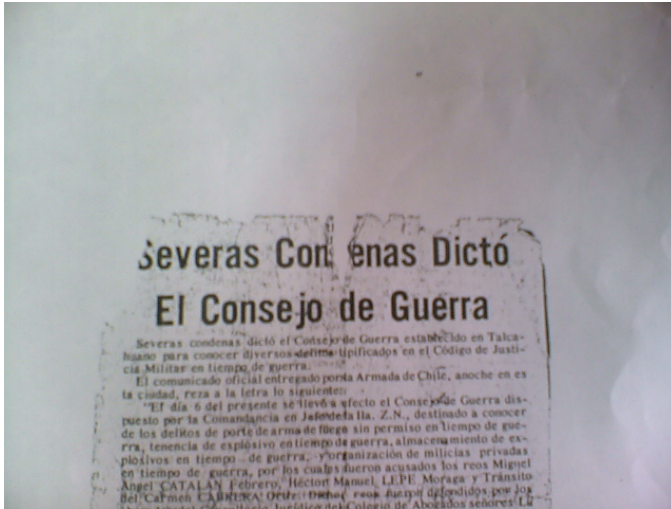 Severas Condenas Dictó
El Consejo de Guerra
Severas condenas dictó el Consejo de Guerra establecido en Talca-
huano para conocer diversos delitos tipificados en el Código de Justi-
cia Militar en tiempo de guerra.
El comunicado oficial entregado por la Armada de Chile, anoche en es
ta ciudad, reza a la letra lo siguiente:
"El día 6 del presente se llevó a efecto el Consejo de Guerra dis-
puesto por la Comandancia en Jefe de la IIa. Z.N., destinado a conocer
de los delitos de porte de arma de fuego sin permiso en tiempo de gue-
rra, tenencia de explosivo en tiempo de guerra, almacenamiento de ex-
plosivos en tiempo de guerra, y organización de milicias privadas
en tiempo de guerra, por los cuales fueron acusados los reos Miguel
Angel CATALAN Febrero, Héctor Manuel LEPE Moraga y Tránsito
del Carmen CABRERA Ortiz. Dichos reos fueron defendidos por los
Jurídico del Colegio de Abogados señores